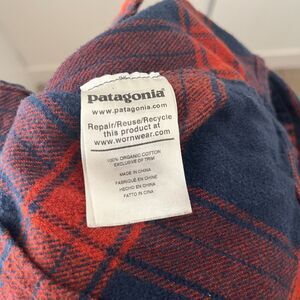 patagonia®
www.patagonia.com
Repair/Reuse/Recycle
this product at
www.wornwear.com
100% ORGANIC COTTON
EXCLUSIVE OF TRIM
MADE IN CHINA
FABRIQUÉ EN CHINE
HECHO EN CHINA
FATTO IN CINA